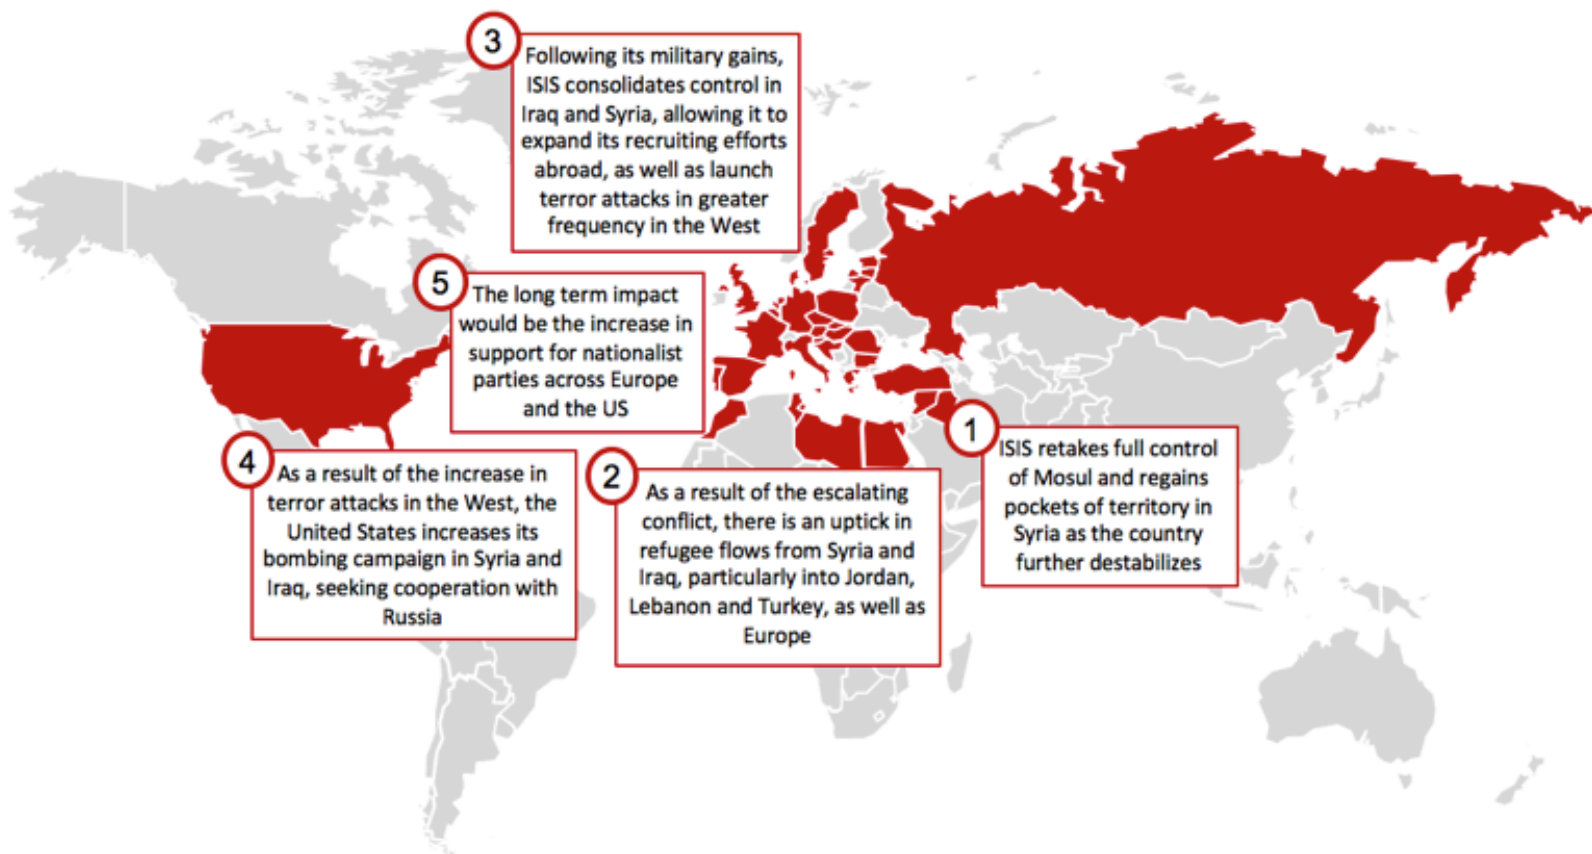 3
Following its military gains,
ISIS consolidates control in
Iraq and Syria, allowing it to
expand its recruiting efforts
abroad, as well as launch
terror attacks in greater
frequency in the West
5
The long term impact
would be the increase in
support for nationalist
parties across Europe
and the US
1
ISIS retakes full control
of Mosul and regains
pockets of territory in
Syria as the country
further destabilizes
4
As a result of the increase in
terror attacks in the West, the
United States increases its
bombing campaign in Syria and
Iraq, seeking cooperation with
Russia
2
As a result of the escalating
conflict, there is an uptick in
refugee flows from Syria and
Iraq, particularly into Jordan,
Lebanon and Turkey, as well as
Europe